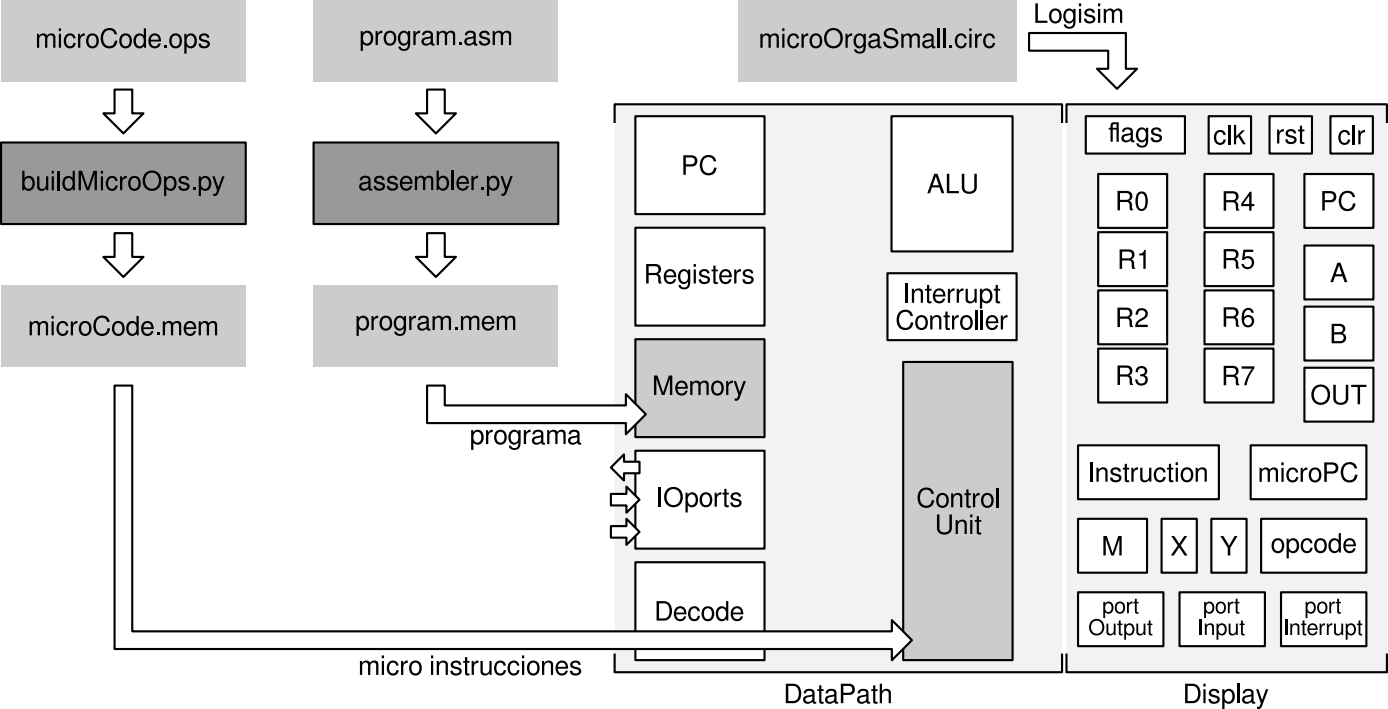 microCode.ops
program.asm
microOrgaSmall.circ
Logisim
buildMicroOps.py
assembler.py
microCode.mem
program.mem
programa
micro instrucciones
PC
Registers
Memory
IOports
Decode
ALU
Interrupt
Controller
Control
Unit
DataPath
flags
clk
rst
clr
R0
R4
PC
R1
R5
A
R2
R6
B
R3
R7
OUT
Instruction
microPC
M
X
Y
opcode
port
Output
port
Input
port
Interrupt
Display